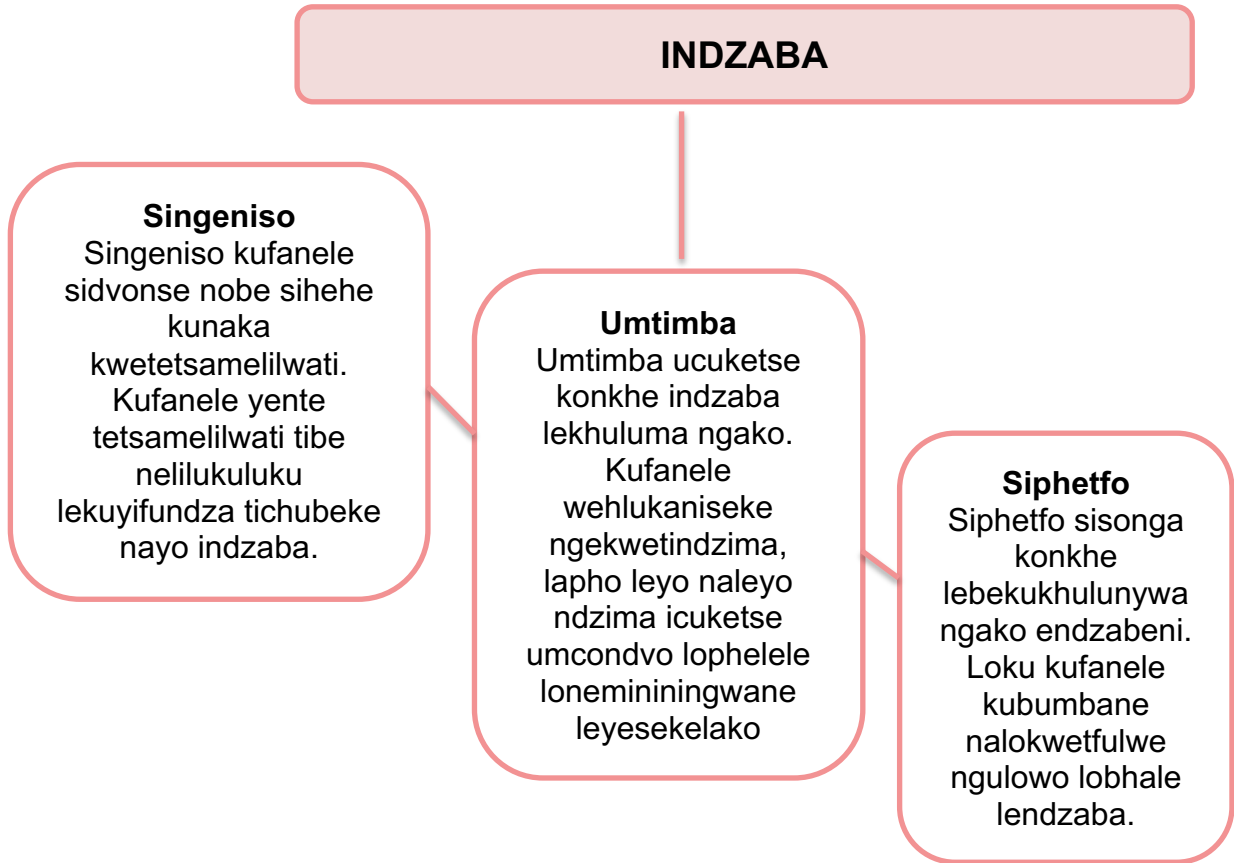 INDZABA
Singeniso
Singeniso kufanele
sidvonse nobe sihehe
kunaka
kwetetsamelilwati.
Kufanele yente
tetsamelilwati tibe
nelilukuluku
lekuyifundza tichubeke
nayo indzaba.
Umtimba
Umtimba ucuketse
konkhe indzaba
lekhuluma ngako.
Kufanele
wehlukaniseke
ngekwetindzima,
lapho leyo naleyo
ndzima icuketse
umcondvo lophelele
lonemininingwane
leyesekelako
Siphetfo
Siphetfo sisonga
konkhe
lebekukhulunywa
ngako endzabeni.
Loku kufanele
kubumbane
nalokwetfulwe
ngulowo lobhale
lendzaba.